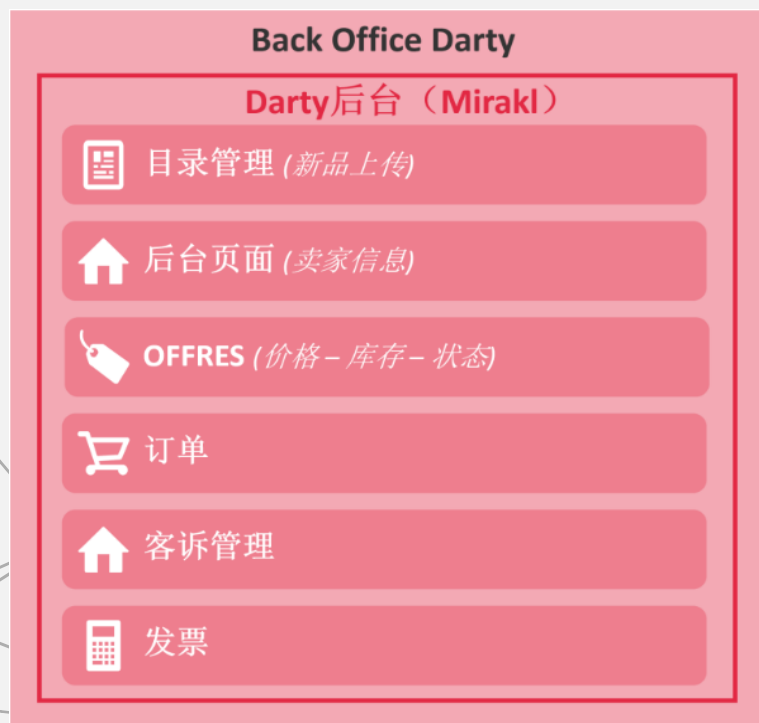 Back Office Darty
Darty后台（Mirakl）
目录管理 (新品上传)
后台页面 (卖家信息)
OFFRES (价格 – 库存 – 状态)
订单
客诉管理
发票